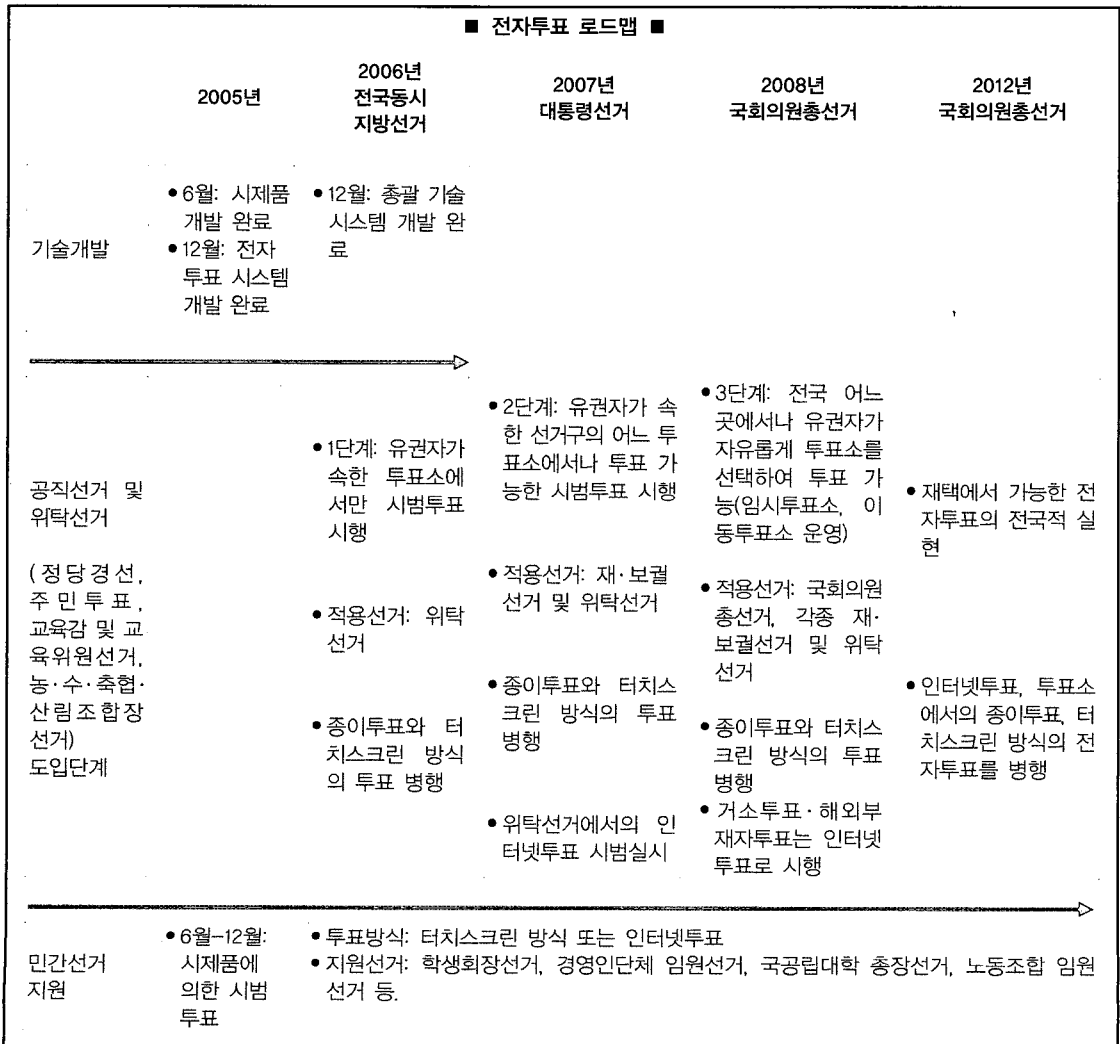 ■ 전자투표 로드맵 ■
2005년
2006년
전국동시
지방선거
2007년
대통령선거
2008년
국회의원총선거
2012년
국회의원총선거
기술개발
• 6월: 시제품
개발 완료
• 12월: 전자
투표 시스템
개발 완료
• 12월: 총괄 기술
시스템 개발 완
료
공직선거 및
위탁선거
(정당경선,
주민투표,
교육감 및 교
육위원선거,
농·수·축협·
산림조합장
선거)
도입단계
• 1단계: 유권자가
속한 투표소에
서만 시범투표
시행
• 적용선거: 위탁
선거
• 종이투표와 터
치스크린 방식
의 투표 병행
• 2단계: 유권자가 속
한 선거구의 어느 투
표소에서나 투표 가
능한 시범투표 시행
• 적용선거: 재·보궐
선거 및 위탁선거
• 종이투표와 터치스
크린 방식의 투표
병행
• 위탁선거에서의 인
터넷투표 시범실시
• 3단계: 전국 어느
곳에서나 유권자가
자유롭게 투표소를
선택하여 투표 가
능(임시투표소, 이
동투표소 운영)
• 적용선거: 국회의원
총선거, 각종 재·
보궐선거 및 위탁
선거
• 종이투표와 터치스
크린 방식의 투표
병행
• 거소투표·해외부
재자투표는 인터넷
투표로 시행
• 재택에서 가능한 전
자투표의 전국적 실
현
• 인터넷투표, 투표소
에서의 종이투표, 터
치스크린 방식의 전
자투표를 병행
민간선거
지원
• 6월-12월:
시제품에
의한 시범
투표
• 투표방식: 터치스크린 방식 또는 인터넷투표
• 지원선거: 학생회장선거, 경영인단체 임원선거, 국공립대학 총장선거, 노동조합 임원
선거 등.